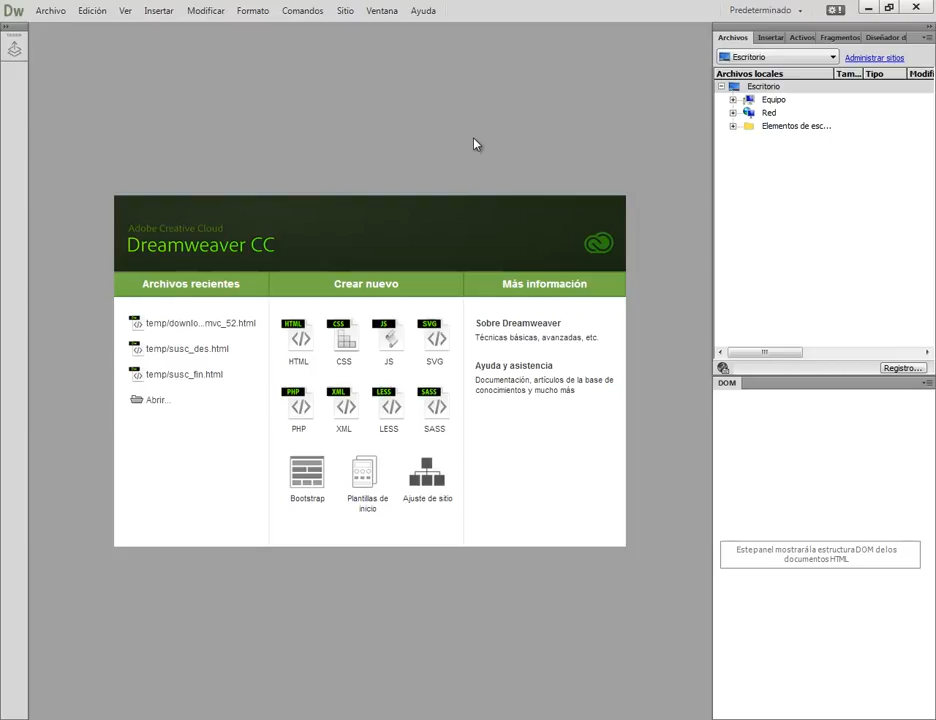 Dw Archivo Edición Ver Insertar Modificar Formato Comandos Sitio Ventana Ayuda Predeterminado
Archivos Insertar Activos Fragmentos Diseñador d
Escritorio Administrar sitios
Archivos locales Tam... Tipo Modifi
Escritorio
Equipo
Red
Elementos de esc...
Registro...
DOM
Este panel mostrará la estructura DOM de los
documentos HTML
Adobe Creative Cloud
Dreamweaver CC
Archivos recientes
temp/downlo...mvc_52.html
temp/susc_des.html
temp/susc_fin.html
Abrir...
Crear nuevo
HTML CSS JS SVG
HTML CSS JS SVG
PHP XML LESS SASS
PHP XML LESS SASS
Bootstrap Plantillas de Ajuste de sitio
inicio
Más información
Sobre Dreamweaver
Técnicas básicas, avanzadas, etc.
Ayuda y asistencia
Documentación, artículos de la base de
conocimientos y mucho más